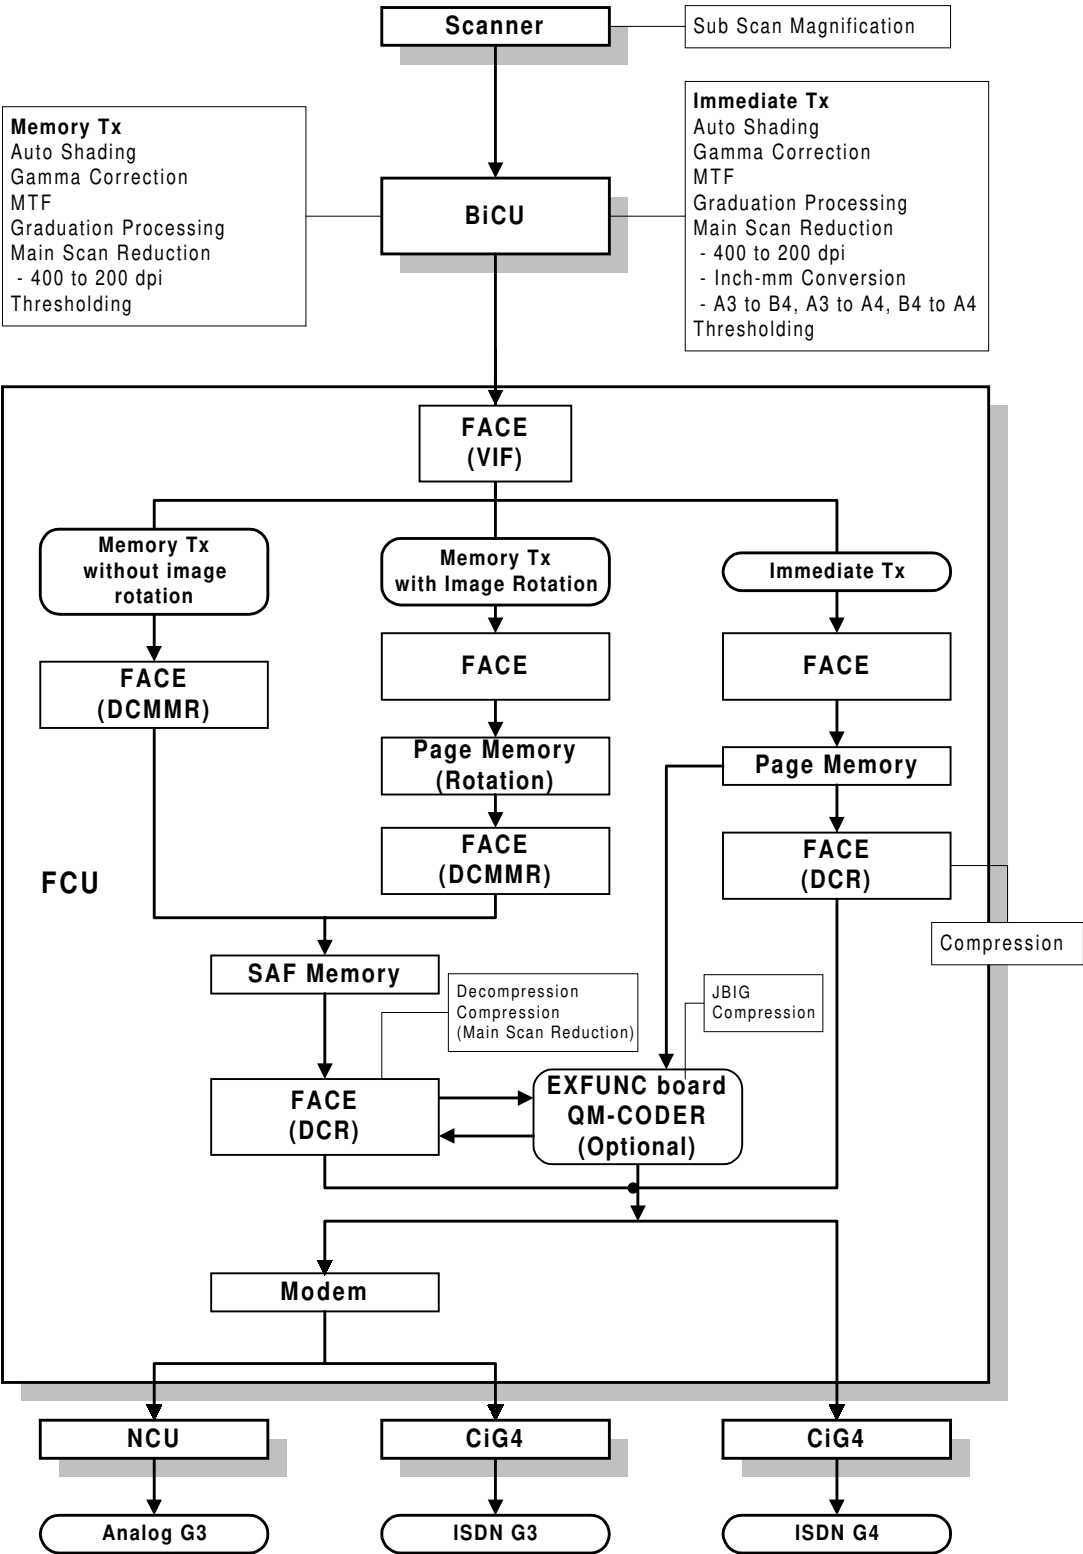 Scanner
Sub Scan Magnification
Memory Tx
Auto Shading
Gamma Correction
MTF
Graduation Processing
Main Scan Reduction
- 400 to 200 dpi
Thresholding
Immediate Tx
Auto Shading
Gamma Correction
MTF
Graduation Processing
Main Scan Reduction
- 400 to 200 dpi
- Inch-mm Conversion
- A3 to B4, A3 to A4, B4 to A4
Thresholding
BiCU
FACE
(VIF)
Memory Tx
without image
rotation
Memory Tx
with Image Rotation
Immediate Tx
FACE
(DCMMR)
FACE
FACE
Page Memory
(Rotation)
Page Memory
FACE
(DCMMR)
FACE
(DCR)
FCU
Compression
SAF Memory
Decompression
Compression
(Main Scan Reduction)
JBIG
Compression
FACE
(DCR)
EXFUNC board
QM-CODER
(Optional)
Modem
NCU
CiG4
CiG4
Analog G3
ISDN G3
ISDN G4